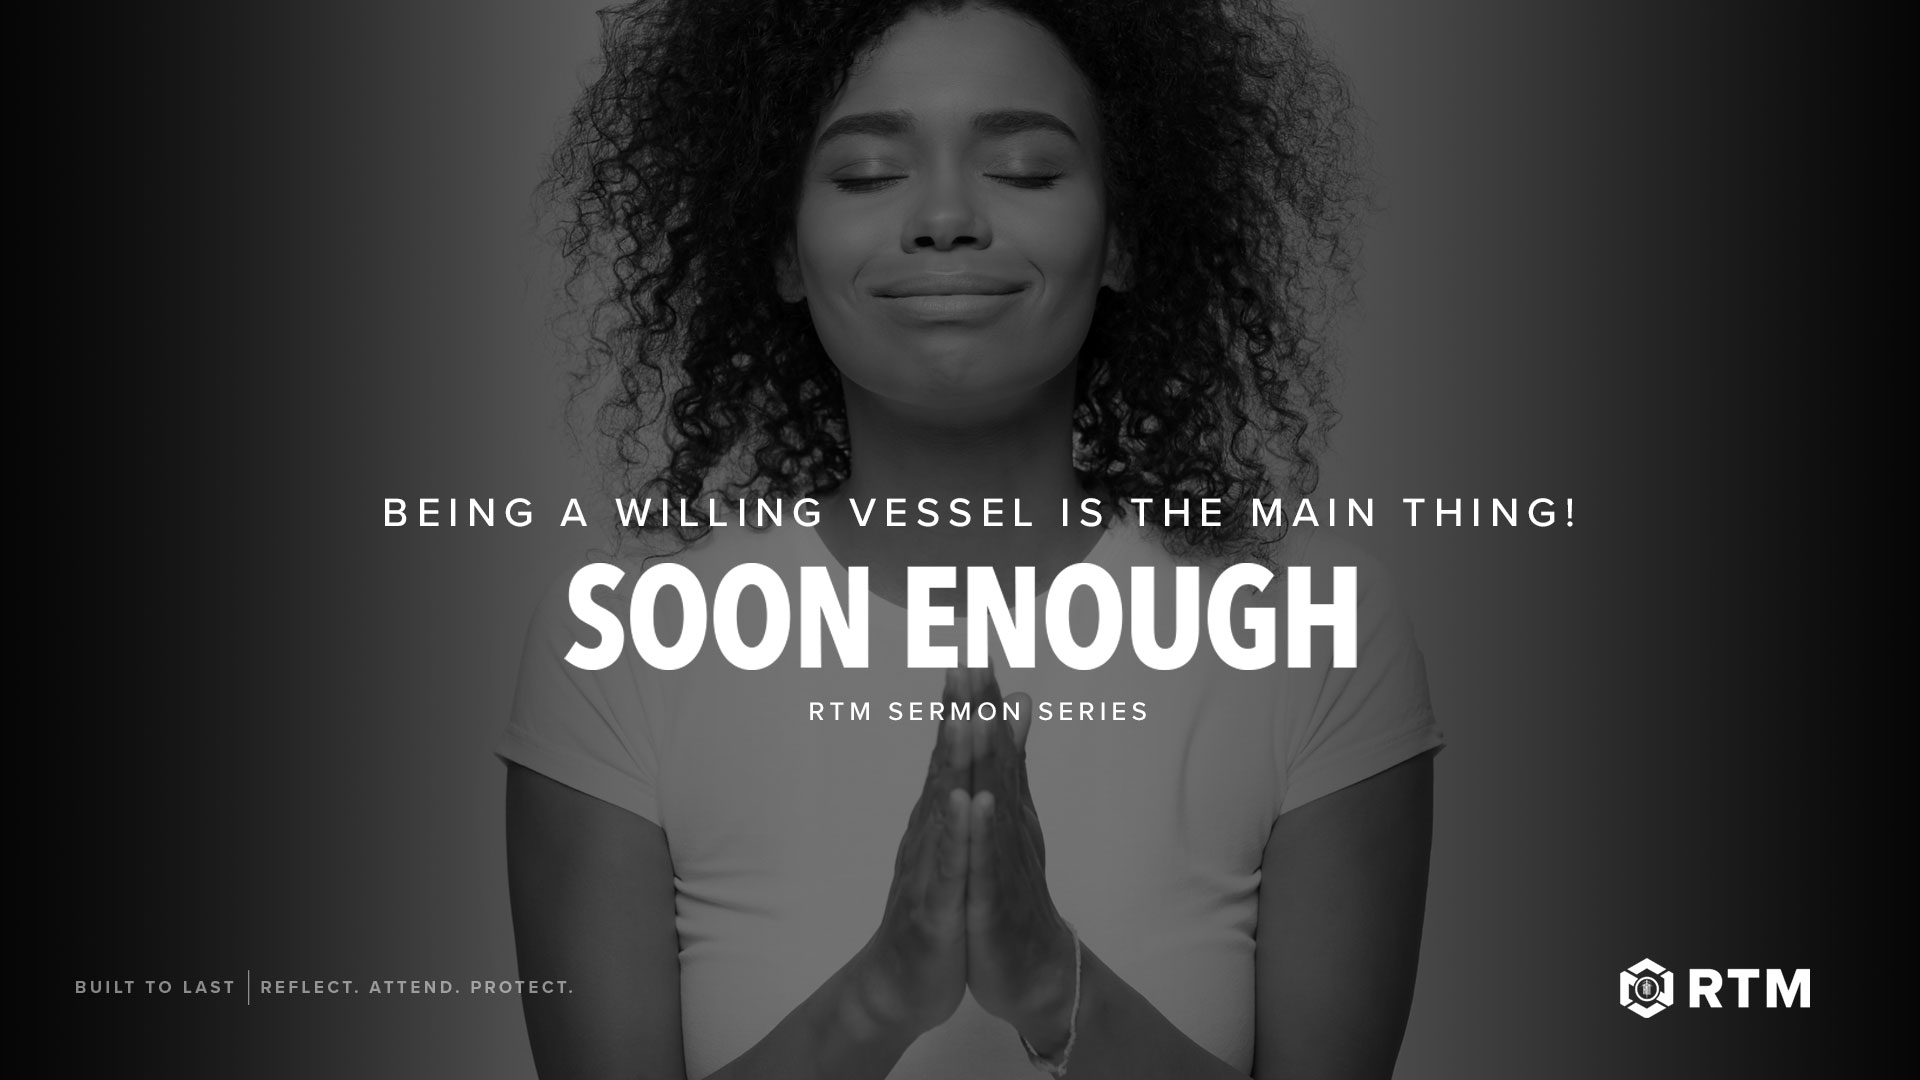 BEING A WILLING VESSEL IS THE MAIN THING!
SOON ENOUGH
RTM SERMON SERIES
BUILT TO LAST | REFLECT. ATTEND. PROTECT.
RTM